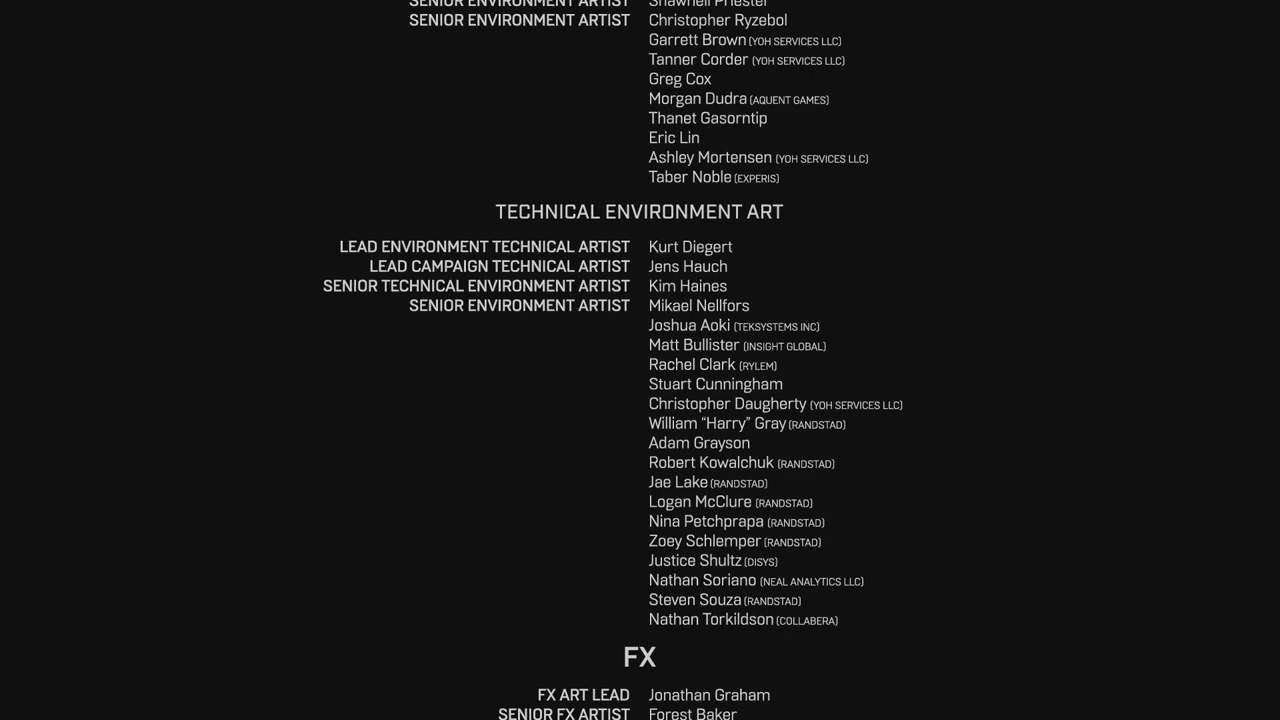 SENIOR ENVIRONMENT ARTIST Shawnell Priester
SENIOR ENVIRONMENT ARTIST Christopher Ryzebol
Garrett Brown (YOH SERVICES LLC)
Tanner Corder (YOH SERVICES LLC)
Greg Cox
Morgan Dudra (AQUENT GAMES)
Thanet Gasorntip
Eric Lin
Ashley Mortensen (YOH SERVICES LLC)
Taber Noble (EXPERIS)
TECHNICAL ENVIRONMENT ART
LEAD ENVIRONMENT TECHNICAL ARTIST Kurt Diegert
LEAD CAMPAIGN TECHNICAL ARTIST Jens Hauch
SENIOR TECHNICAL ENVIRONMENT ARTIST Kim Haines
SENIOR ENVIRONMENT ARTIST Mikael Nellfors
Joshua Aoki (TEKSYSTEMS INC)
Matt Bullister (INSIGHT GLOBAL)
Rachel Clark (RYLEM)
Stuart Cunningham
Christopher Daugherty (YOH SERVICES LLC)
William “Harry” Gray (RANDSTAD)
Adam Grayson
Robert Kowalchuk (RANDSTAD)
Jae Lake (RANDSTAD)
Logan McClure (RANDSTAD)
Nina Petchprapa (RANDSTAD)
Zoey Schlemper (RANDSTAD)
Justice Shultz (DISYS)
Nathan Soriano (NEAL ANALYTICS LLC)
Steven Souza (RANDSTAD)
Nathan Torkildson (COLLABERA)
FX
FX ART LEAD Jonathan Graham
SENIOR FX ARTIST Forest Baker